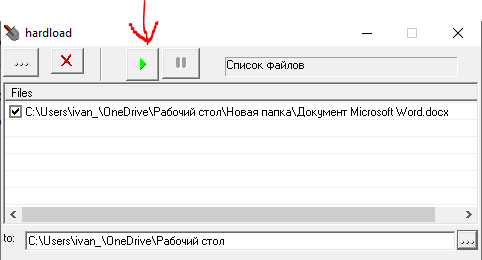 hardload
...
Список файлов
Files
C:\Users\ivan_\OneDrive\Рабочий стол\Новая папка\Документ Microsoft Word.docx
to: C:\Users\ivan_\OneDrive\Рабочий стол ...